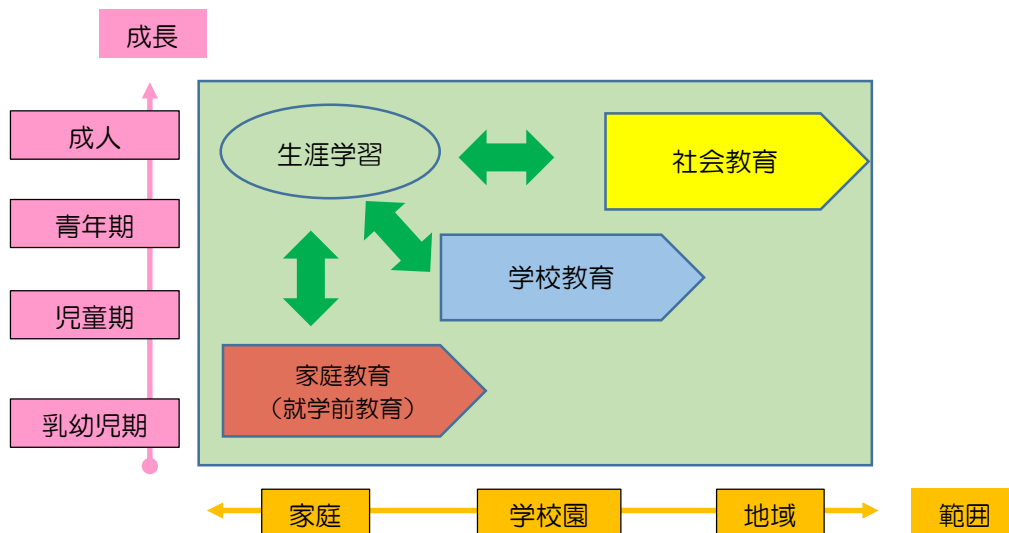 成長
成人
青年期
児童期
乳幼児期
生涯学習
社会教育
学校教育
家庭教育
（就学前教育）
家庭
学校園
地域
範囲